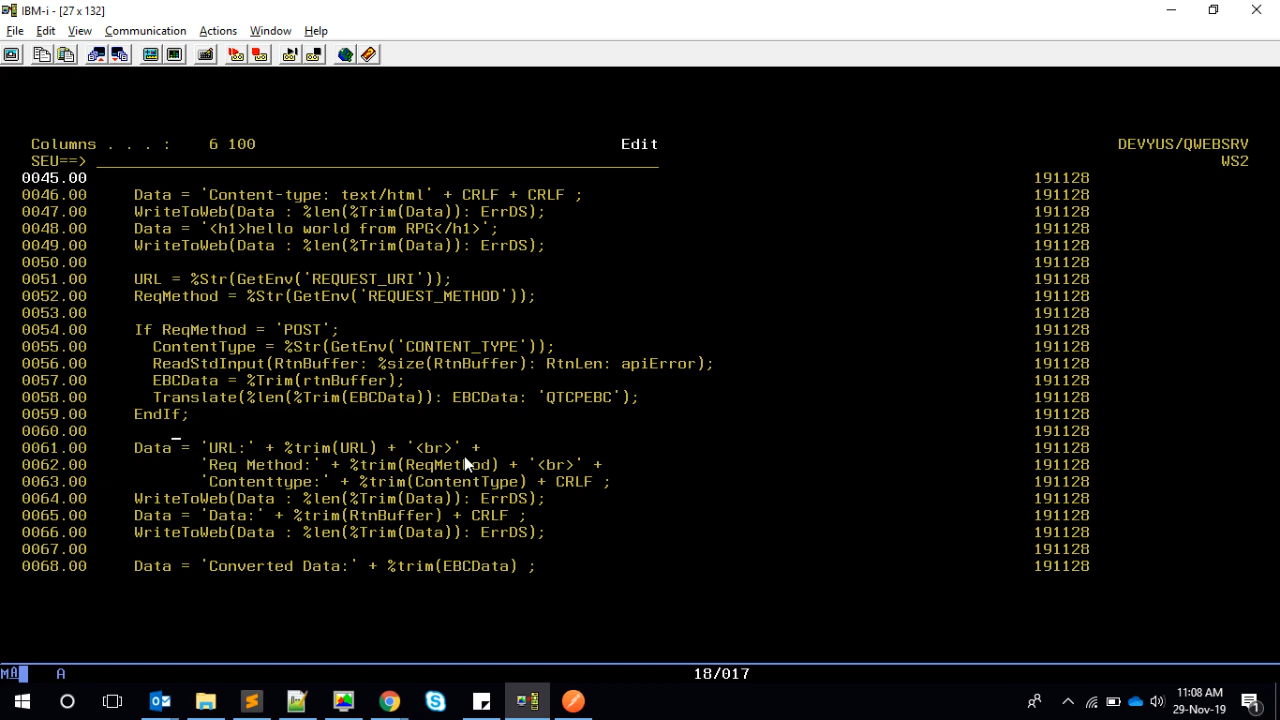 IBM-i - [27 x 132]
File Edit View Communication Actions Window Help
Columns . . . : 6 100 Edit DEVYUS/QWEBSRV
SEU==> WS2
0045.00 191128
0046.00 Data = 'Content-type: text/html' + CRLF + CRLF ; 191128
0047.00 WriteToWeb(Data : %len(%Trim(Data)): ErrDS); 191128
0048.00 Data = '<h1>hello world from RPG</h1>'; 191128
0049.00 WriteToWeb(Data : %len(%Trim(Data)): ErrDS); 191128
0050.00 191128
0051.00 URL = %Str(GetEnv('REQUEST_URI')); 191128
0052.00 ReqMethod = %Str(GetEnv('REQUEST_METHOD')); 191128
0053.00 191128
0054.00 If ReqMethod = 'POST'; 191128
0055.00 ContentType = %Str(GetEnv('CONTENT_TYPE')); 191128
0056.00 ReadStdInput(RtnBuffer: %size(RtnBuffer): RtnLen: apiError); 191128
0057.00 EBCData = %Trim(rtnBuffer); 191128
0058.00 Translate(%len(%Trim(EBCData)): EBCData: 'QTCPEBC'); 191128
0059.00 EndIf; 191128
0060.00 191128
0061.00 Data = 'URL:' + %trim(URL) + '<br>' + 191128
0062.00 'Req Method:' + %trim(ReqMethod) + '<br>' + 191128
0063.00 'Contenttype:' + %trim(ContentType) + CRLF ; 191128
0064.00 WriteToWeb(Data : %len(%Trim(Data)): ErrDS); 191128
0065.00 Data = 'Data:' + %trim(RtnBuffer) + CRLF ; 191128
0066.00 WriteToWeb(Data : %len(%Trim(Data)): ErrDS); 191128
0067.00 191128
0068.00 Data = 'Converted Data:' + %trim(EBCData) ; 191128
MA A 18/017
11:08 AM
29-Nov-19